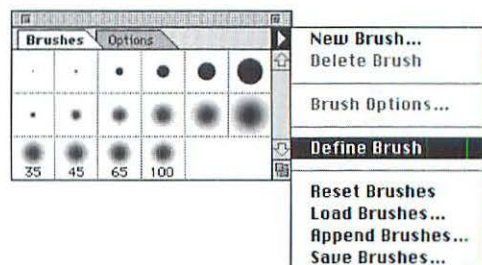 Brushes Options
35 45 65 100
New Brush...
Delete Brush
Brush Options...
Define Brush
Reset Brushes
Load Brushes...
Append Brushes...
Save Brushes...